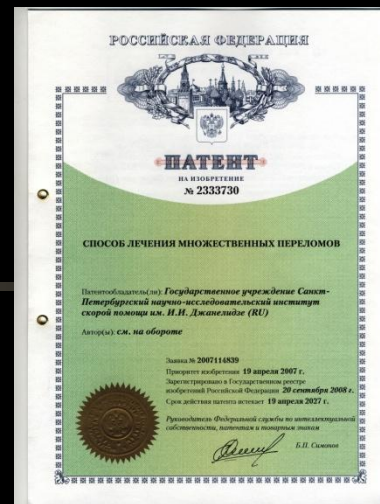 РОССИЙСКАЯ ФЕДЕРАЦИЯ
ПАТЕНТ
НА ИЗОБРЕТЕНИЕ
№ 2333730
СПОСОБ ЛЕЧЕНИЯ МНОЖЕСТВЕННЫХ ПЕРЕЛОМОВ
Патентообладатель(ли): Государственное учреждение Санкт-
Петербургский научно-исследовательский институт
скорой помощи им. И.И. Джанелидзе (RU)
Автор(ы): см. на обороте
Заявка № 2007114839
Приоритет изобретения 19 апреля 2007 г.
Зарегистрировано в Государственном реестре
изобретений Российской Федерации 20 сентября 2008 г.
Срок действия патента истекает 19 апреля 2027 г.
Руководитель Федеральной службы по интеллектуальной
собственности, патентам и товарным знакам
Б.П. Симонов